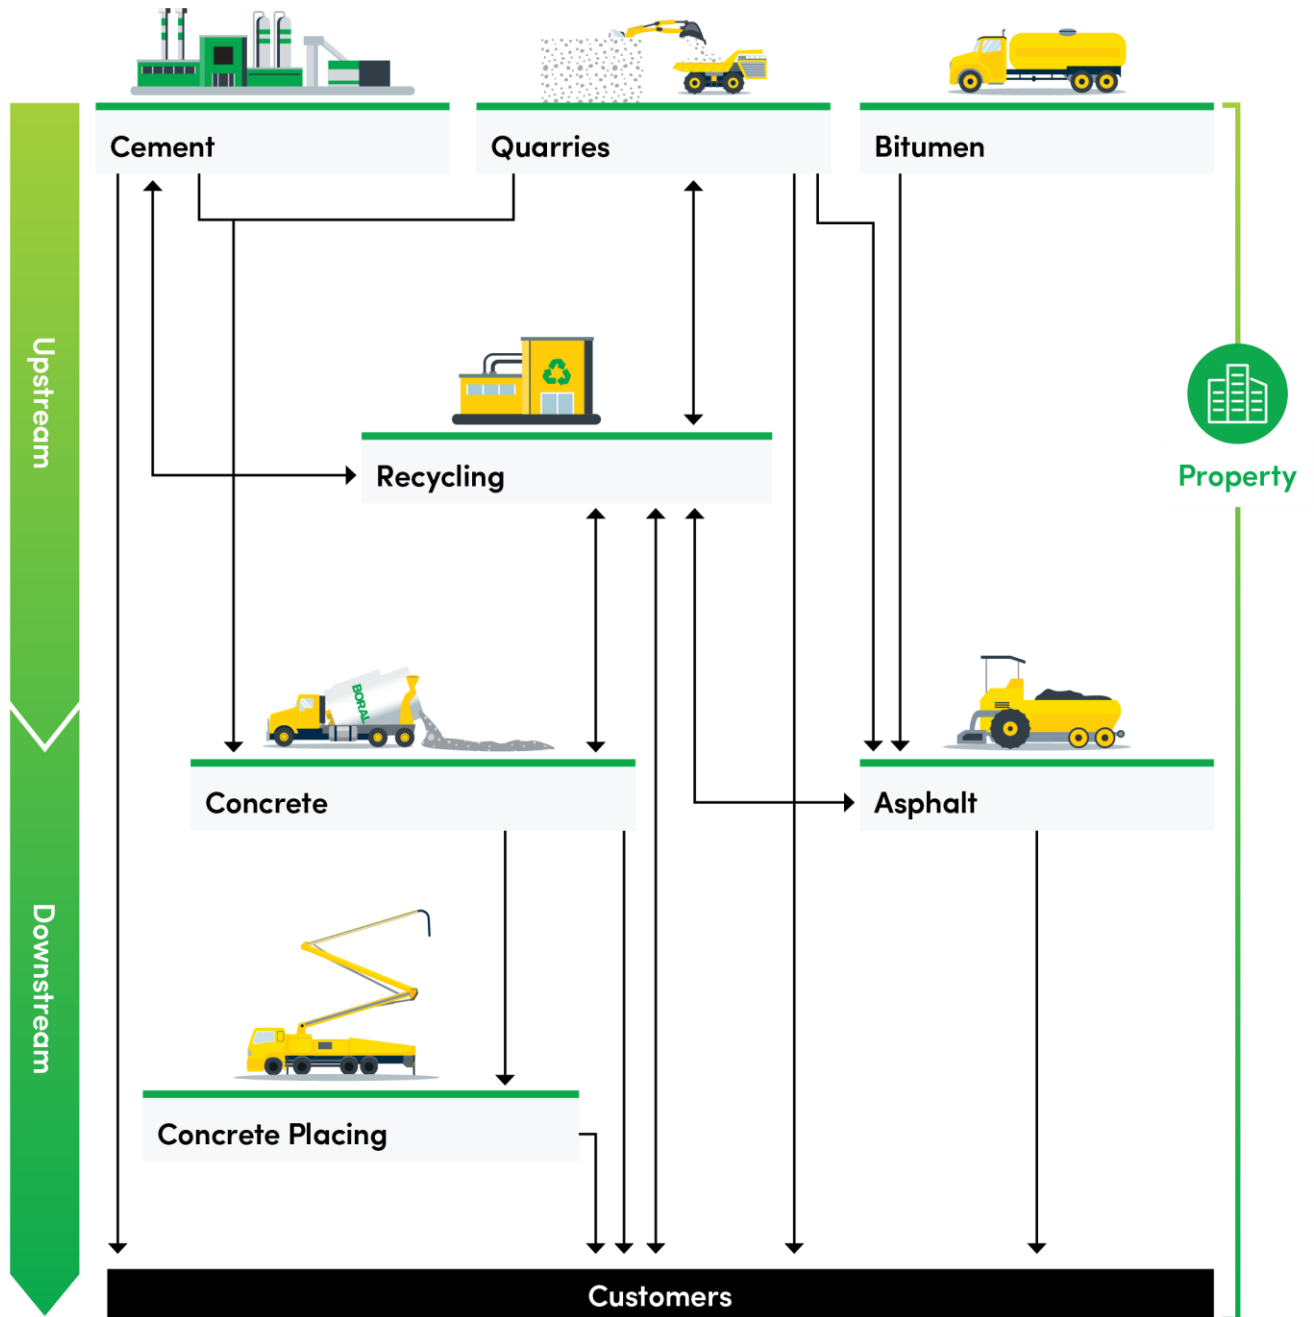 Cement
Quarries
Bitumen
Upstream
Recycling
Property
BORAL
Concrete
Asphalt
Downstream
Concrete Placing
Customers